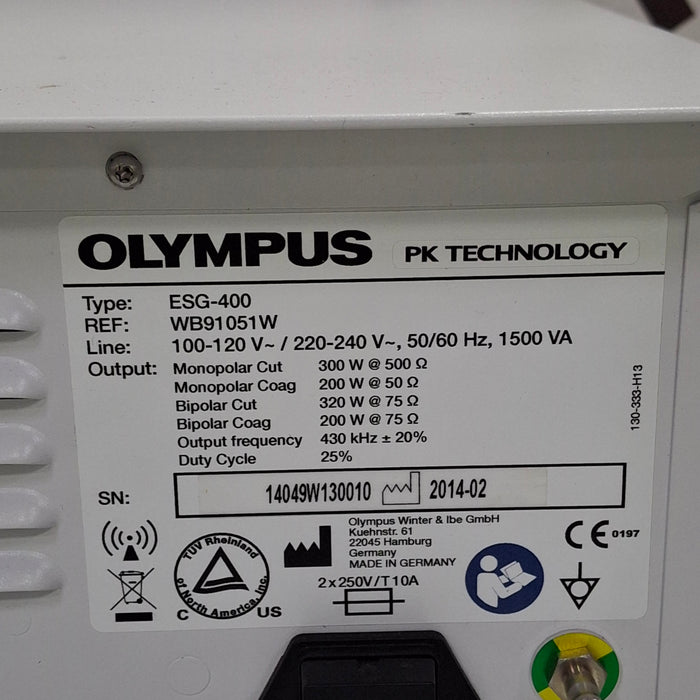 OLYMPUS PK TECHNOLOGY
Type: ESG-400
REF: WB91051W
Line: 100-120 V~ / 220-240 V~, 50/60 Hz, 1500 VA
Output: Monopolar Cut 300 W @ 500 Ω
Monopolar Coag 200 W @ 50 Ω
Bipolar Cut 320 W @ 75 Ω
Bipolar Coag 200 W @ 75 Ω
Output frequency 430 kHz ± 20%
Duty Cycle 25%
130-333-H13
SN: 14049W130010 2014-02
TUV Rheinland
of North America, Inc.
C US
Olympus Winter & Ibe GmbH
Kuehnstr. 61
22045 Hamburg
Germany
MADE IN GERMANY
2x250V/T10A
CE 0197